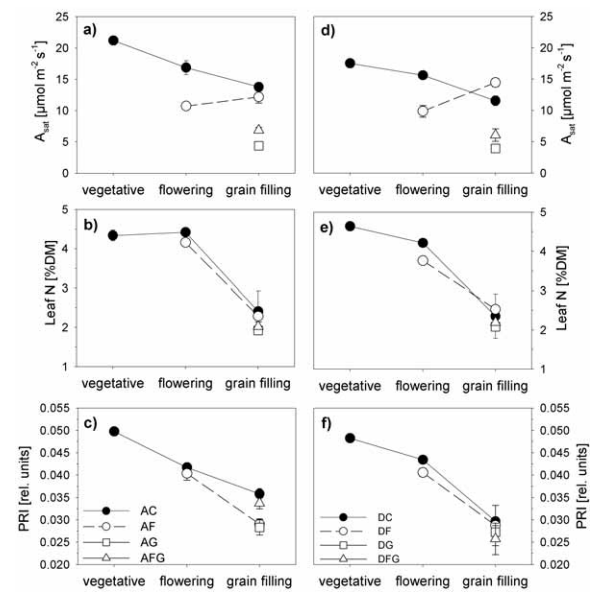 a)
25
20
15
10
5
0
A_sat [µmol m⁻² s⁻¹]
vegetative flowering grain filling
d)
25
20
15
10
5
0
A_sat [µmol m⁻² s⁻¹]
vegetative flowering grain filling
b)
5
4
3
2
1
Leaf N [%DM]
vegetative flowering grain filling
e)
5
4
3
2
1
Leaf N [%DM]
vegetative flowering grain filling
c)
0.055
0.050
0.045
0.040
0.035
0.030
0.025
0.020
PRI [rel. units]
AC
AF
AG
AFG
vegetative flowering grain filling
f)
0.055
0.050
0.045
0.040
0.035
0.030
0.025
0.020
PRI [rel. units]
DC
DF
DG
DFG
vegetative flowering grain filling